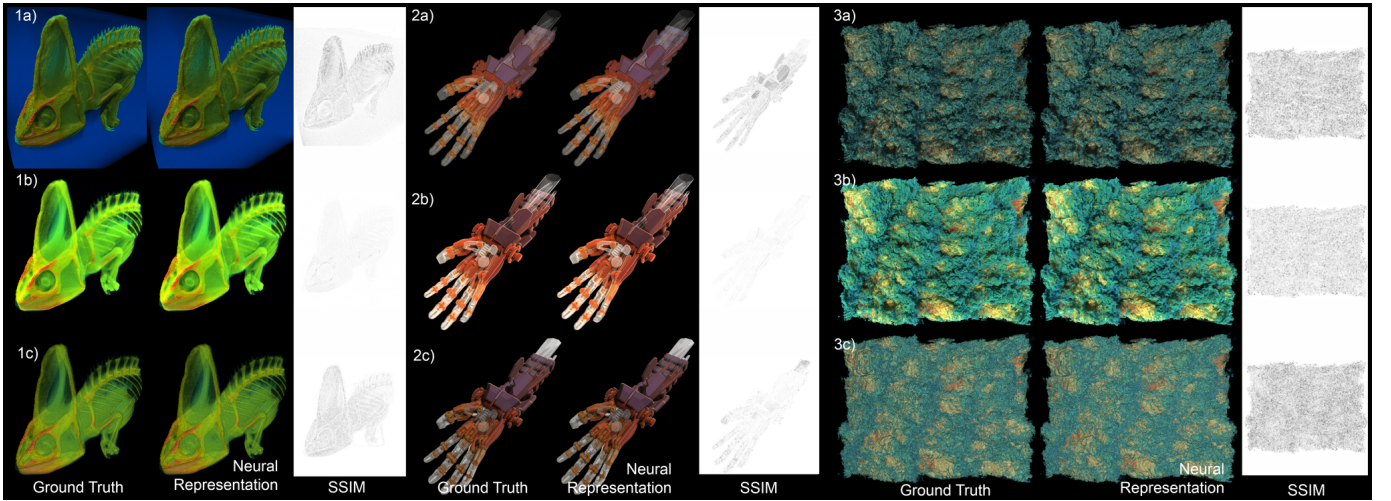 1a)
2a)
3a)
1b)
2b)
3b)
1c)
2c)
3c)
Ground Truth
Neural
Representation
SSIM
Ground Truth
Neural
Representation
SSIM
Ground Truth
Neural
Representation
SSIM